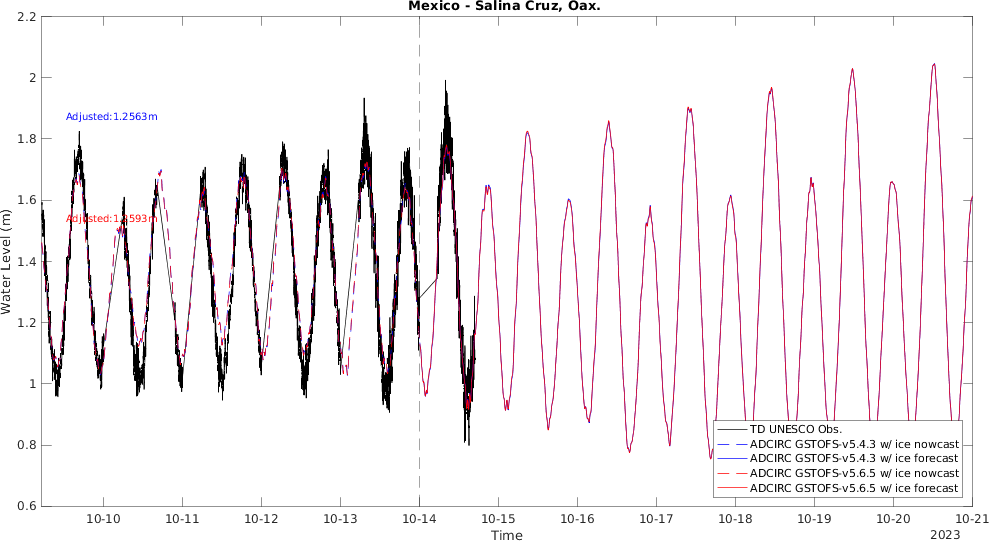 Mexico - Salina Cruz, Oax.
2.2
2
1.8
1.6
1.4
1.2
1
0.8
0.6
Water Level (m)
Adjusted:1.2563m
TD UNESCO Obs.
ADCIRC GSTOFS-v5.4.3 w/ ice nowcast
ADCIRC GSTOFS-v5.4.3 w/ ice forecast
ADCIRC GSTOFS-v5.6.5 w/ ice nowcast
ADCIRC GSTOFS-v5.6.5 w/ ice forecast
10-10
10-11
10-12
10-13
10-14
10-15
10-16
10-17
10-18
10-19
10-20
10-21
2023
Time